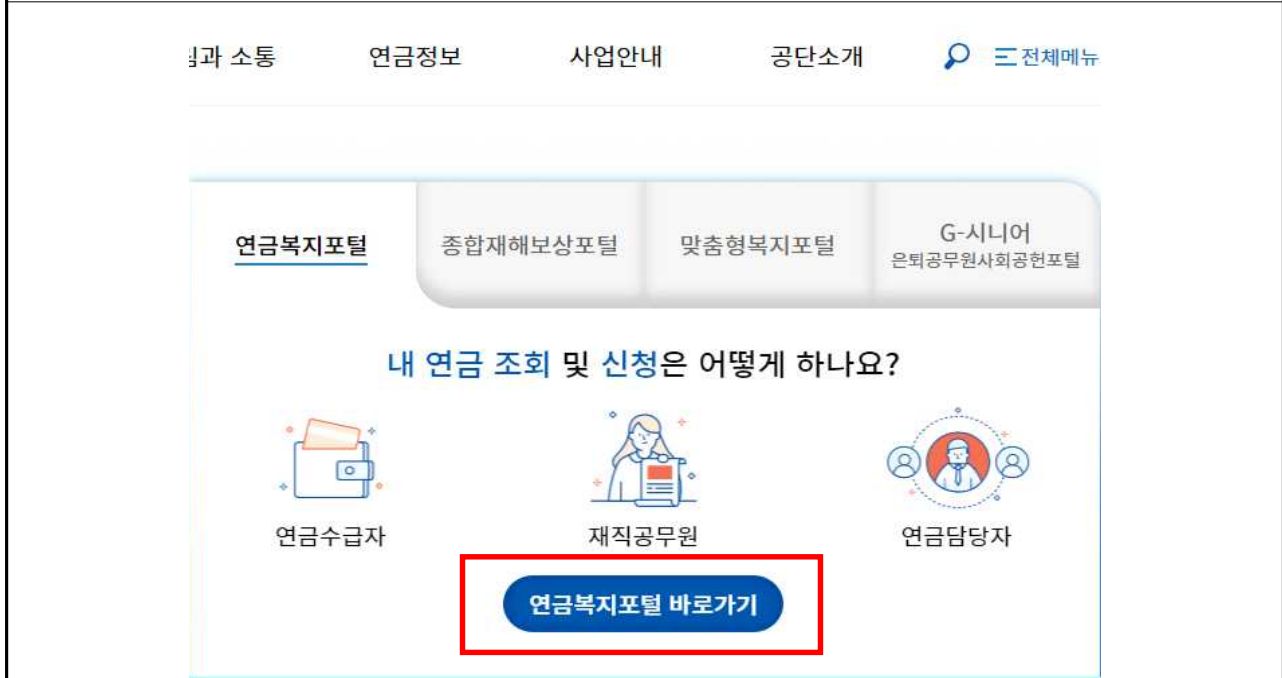 과 소통 연금정보 사업안내 공단소개 전체메뉴
연금복지포털 종합재해보상포털 맞춤형복지포털 G-시니어
은퇴공무원사회공헌포털
내 연금 조회 및 신청은 어떻게 하나요?
연금수급자 재직공무원 연금담당자
연금복지포털 바로가기